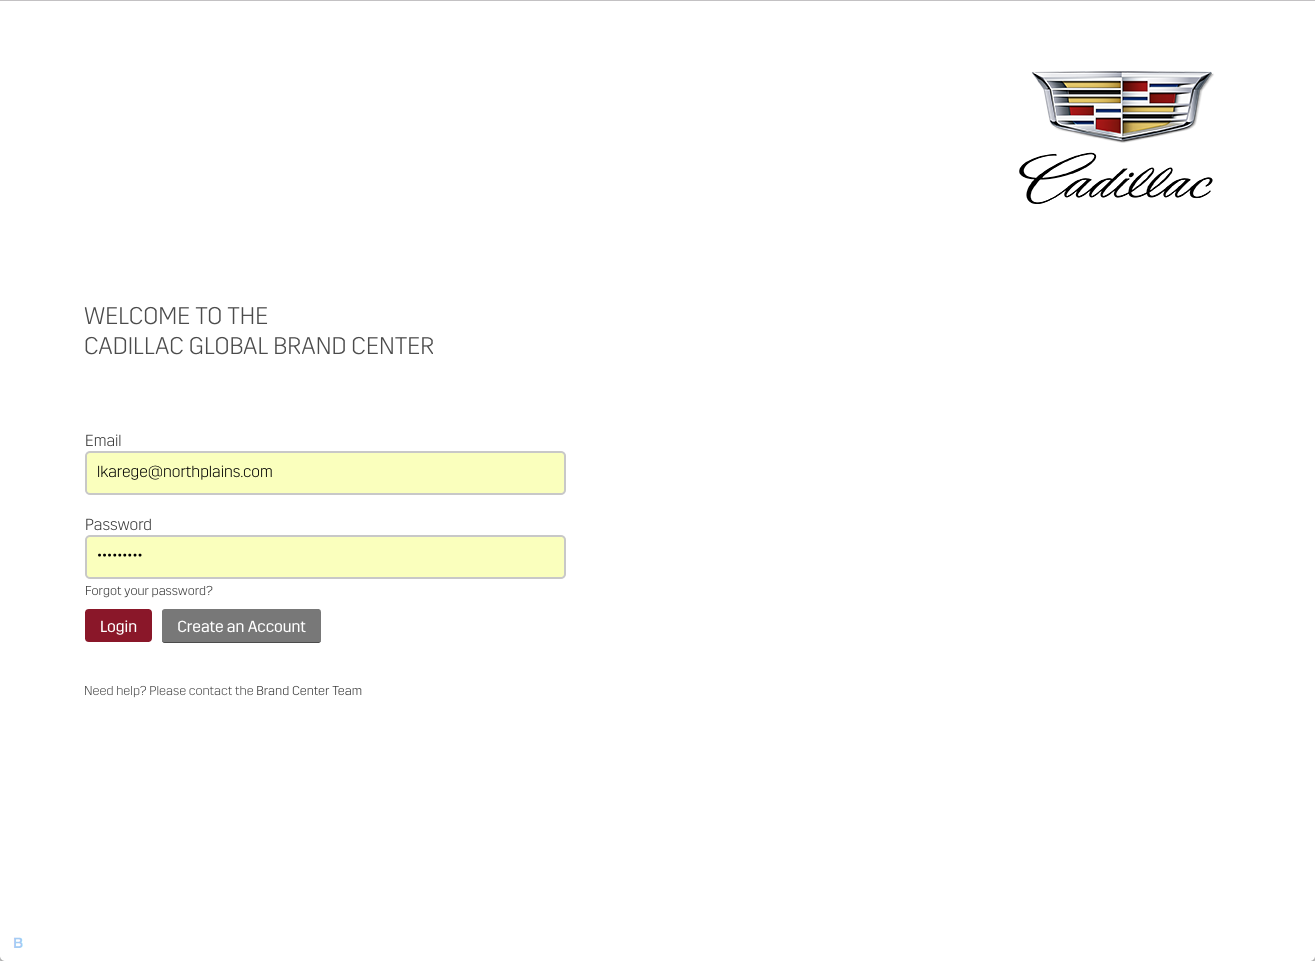 Cadillac
WELCOME TO THE
CADILLAC GLOBAL BRAND CENTER
Email
lkarege@northplains.com
Password
•••••••••
Forgot your password?
Login
Create an Account
Need help? Please contact the Brand Center Team
B